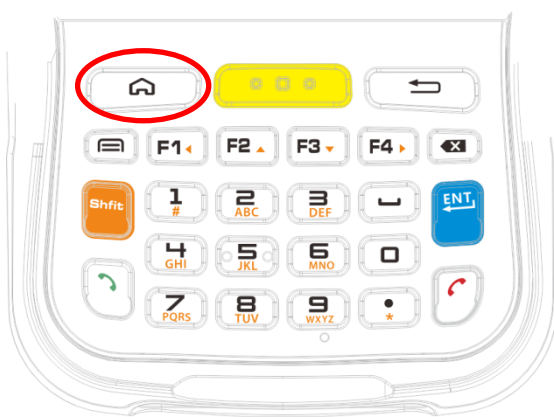 F1 F2 F3 F4
Shfit 1 2 3 ENT
# ABC DEF
4 5 6 0
GHI JKL MNO
7 8 9 .
PQRS TUV WXYZ *